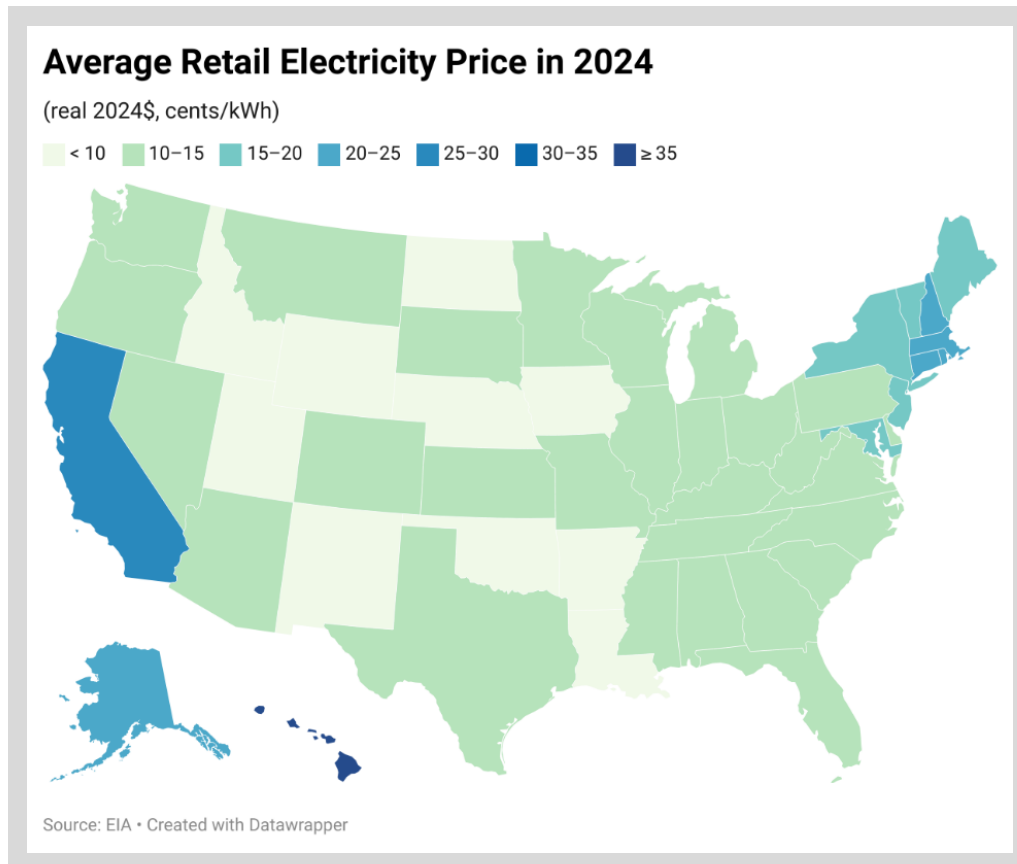 Average Retail Electricity Price in 2024
(real 2024$, cents/kWh)
< 10 10–15 15–20 20–25 25–30 30–35 ≥ 35
Source: EIA • Created with Datawrapper